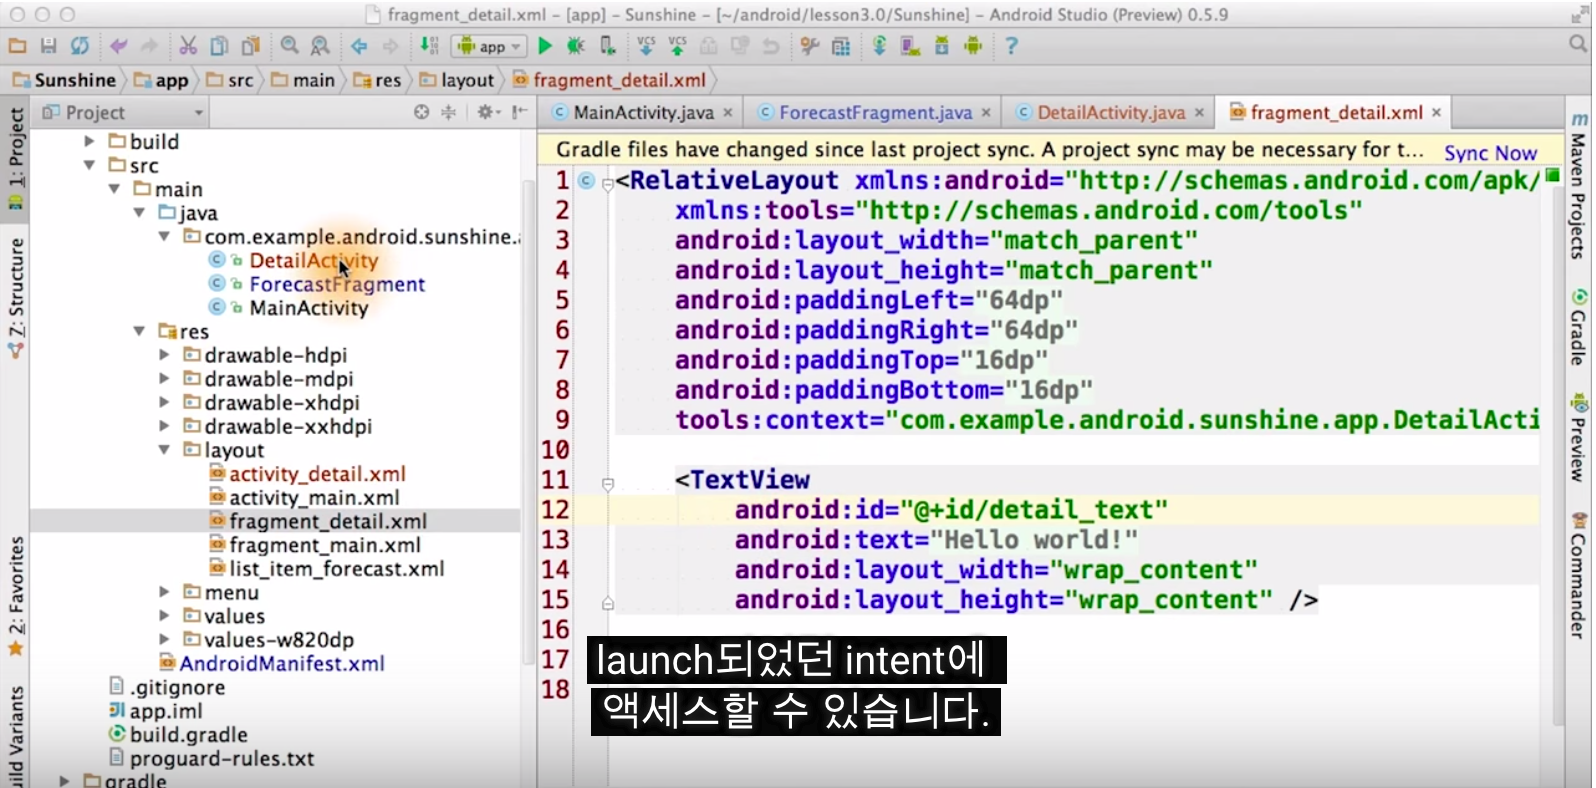 fragment_detail.xml - [app] - Sunshine - [~/android/lesson3.0/Sunshine] - Android Studio (Preview) 0.5.9
app
Sunshine app src main res layout fragment_detail.xml
Project
MainActivity.java ForecastFragment.java DetailActivity.java fragment_detail.xml
Gradle files have changed since last project sync. A project sync may be necessary for t... Sync Now
1: Project
Z: Structure
2: Favorites
Build Variants
build
src
main
java
com.example.android.sunshine.
DetailActivity
ForecastFragment
MainActivity
res
drawable-hdpi
drawable-mdpi
drawable-xhdpi
drawable-xxhdpi
layout
activity_detail.xml
activity_main.xml
fragment_detail.xml
fragment_main.xml
list_item_forecast.xml
menu
values
values-w820dp
AndroidManifest.xml
.gitignore
app.iml
build.gradle
proguard-rules.txt
gradle
1 <RelativeLayout xmlns:android="http://schemas.android.com/apk/
2 xmlns:tools="http://schemas.android.com/tools"
3 android:layout_width="match_parent"
4 android:layout_height="match_parent"
5 android:paddingLeft="64dp"
6 android:paddingRight="64dp"
7 android:paddingTop="16dp"
8 android:paddingBottom="16dp"
9 tools:context="com.example.android.sunshine.app.DetailActi
10
11 <TextView
12 android:id="@+id/detail_text"
13 android:text="Hello world!"
14 android:layout_width="wrap_content"
15 android:layout_height="wrap_content" />
16
17
18
launch되었던 intent에
액세스할 수 있습니다.
Maven Projects
Gradle
Preview
Commander